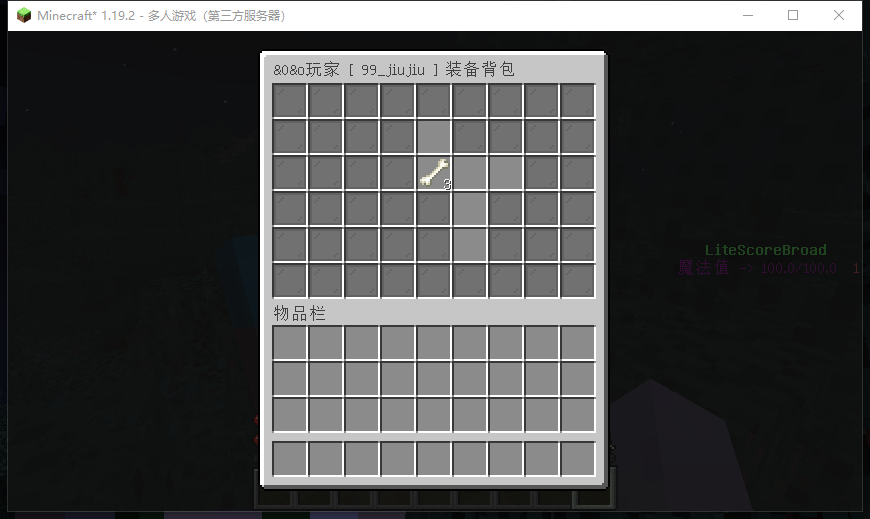 Minecraft* 1.19.2 - 多人游戏（第三方服务器）
&0&o玩家 [ 99_jiujiu ] 装备背包
3
LiteScoreBroad
魔法值 -> 100.0/100.0 1
物品栏